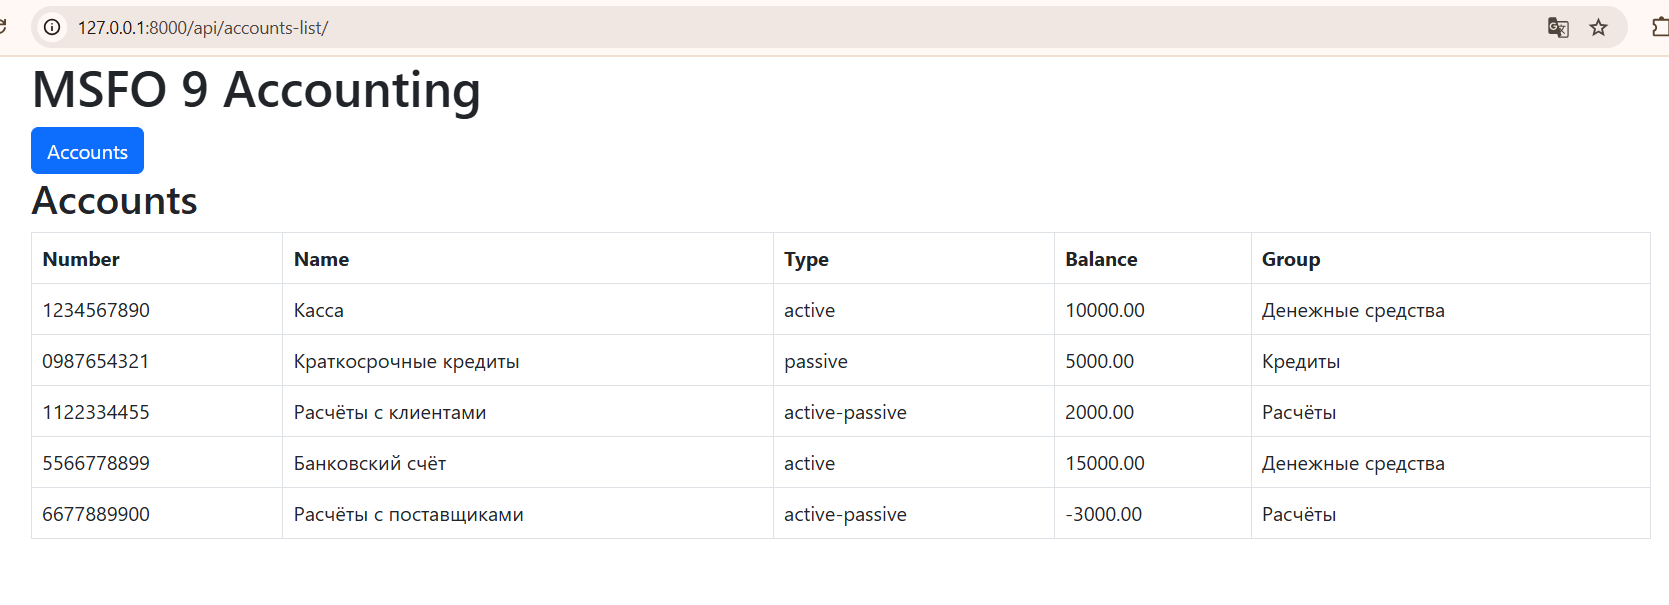 127.0.0.1:8000/api/accounts-list/
MSFO 9 Accounting
Accounts
Accounts
Number Name Type Balance Group
1234567890 Касса active 10000.00 Денежные средства
0987654321 Краткосрочные кредиты passive 5000.00 Кредиты
1122334455 Расчёты с клиентами active-passive 2000.00 Расчёты
5566778899 Банковский счёт active 15000.00 Денежные средства
6677889900 Расчёты с поставщиками active-passive -3000.00 Расчёты